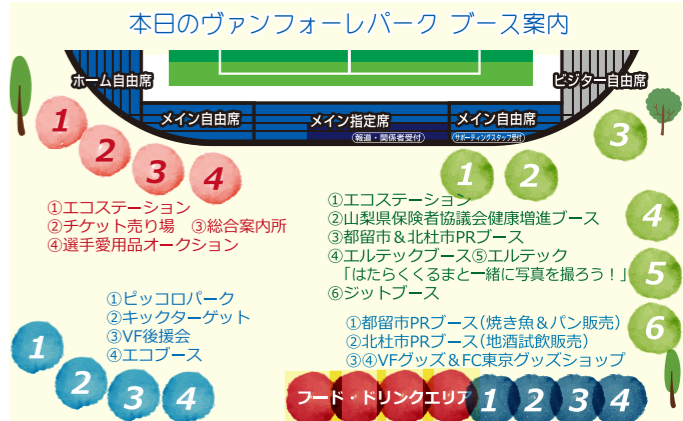 本日のヴァンフォーレパーク ブース案内
ホーム自由席
ビジター自由席
メイン自由席
メイン指定席
メイン自由席
(報道・関係者受付)
(サポーティングスタッフ受付)
1
2
3
4
1
2
3
4
5
6
①エコステーション
②チケット売り場 ③総合案内所
④選手愛用品オークション
①エコステーション
②山梨県保険者協議会健康増進ブース
③都留市&北杜市PRブース
④エルテックブース⑤エルテック
「はたらくくるまと一緒に写真を撮ろう!」
⑥ジットブース
①ピッコロパーク
②キックターゲット
③VF後援会
④エコブース
1
2
3
4
①都留市PRブース(焼き魚&パン販売)
②北杜市PRブース(地酒試飲販売)
③④VFグッズ&FC東京グッズショップ
フード・ドリンクエリア
1
2
3
4